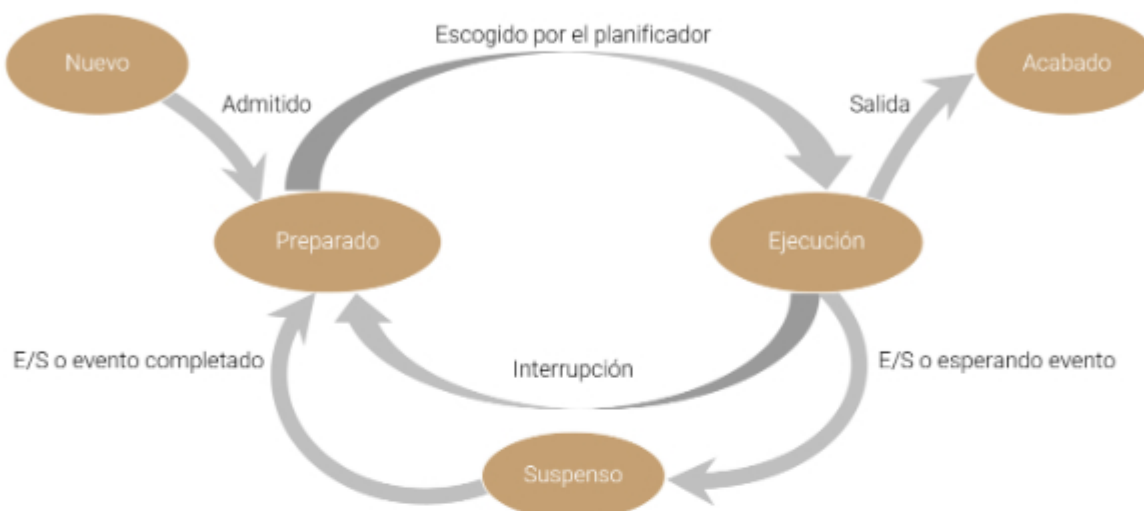 Escogido por el planificador
Nuevo
Acabado
Admitido
Salida
Preparado
Ejecución
E/S o evento completado
Interrupción
E/S o esperando evento
Suspenso